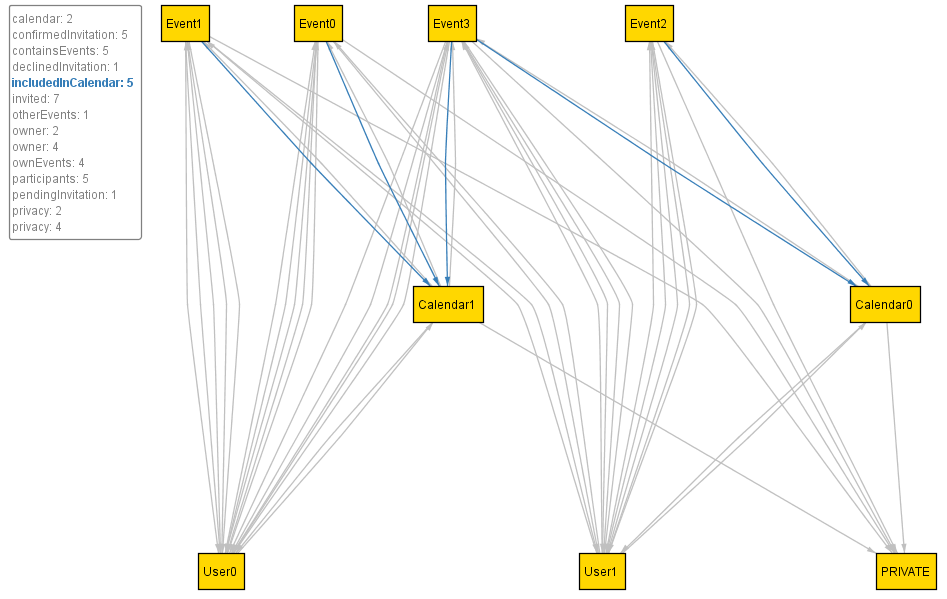 calendar: 2
confirmedInvitation: 5
containsEvents: 5
declinedInvitation: 1
includedInCalendar: 5
invited: 7
otherEvents: 1
owner: 2
owner: 4
ownEvents: 4
participants: 5
pendingInvitation: 1
privacy: 2
privacy: 4
Event1
Event0
Event3
Event2
Calendar1
Calendar0
User0
User1
PRIVATE